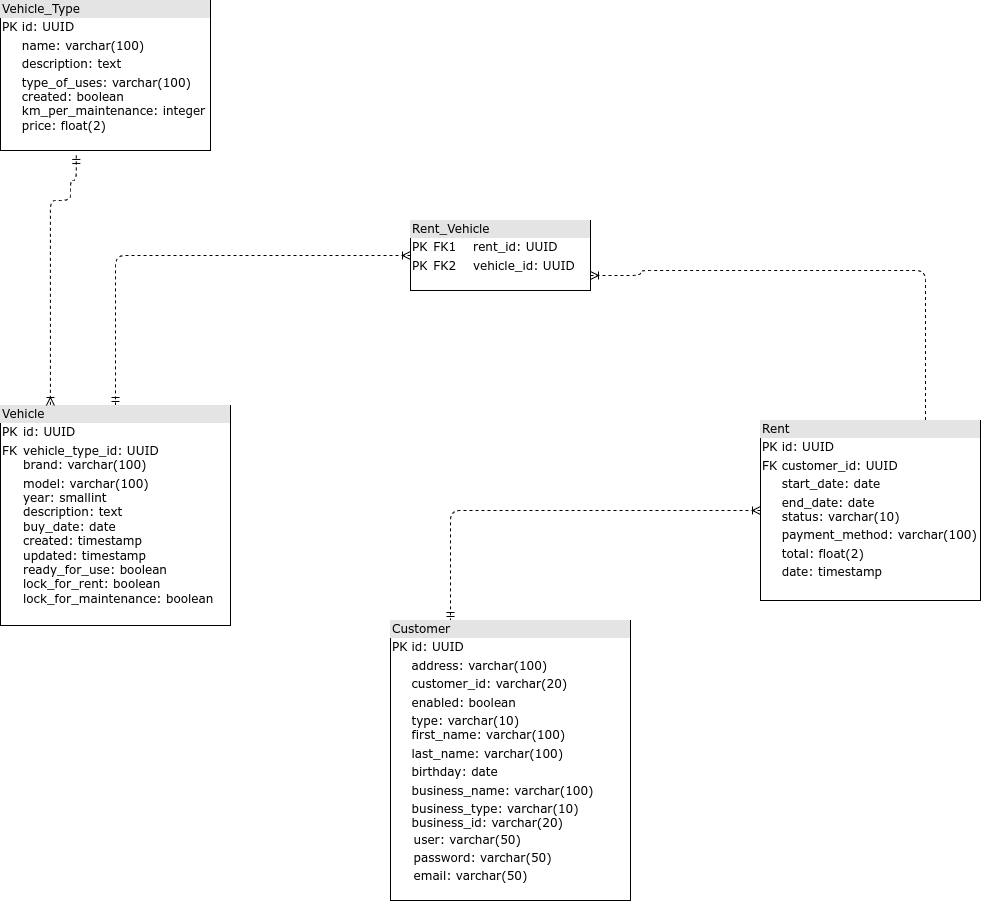 Vehicle_Type
PK id: UUID
name: varchar(100)
description: text
type_of_uses: varchar(100)
created: boolean
km_per_maintenance: integer
price: float(2)
Rent_Vehicle
PK FK1 rent_id: UUID
PK FK2 vehicle_id: UUID
Vehicle
PK id: UUID
FK vehicle_type_id: UUID
brand: varchar(100)
model: varchar(100)
year: smallint
description: text
buy_date: date
created: timestamp
updated: timestamp
ready_for_use: boolean
lock_for_rent: boolean
lock_for_maintenance: boolean
Rent
PK id: UUID
FK customer_id: UUID
start_date: date
end_date: date
status: varchar(10)
payment_method: varchar(100)
total: float(2)
date: timestamp
Customer
PK id: UUID
address: varchar(100)
customer_id: varchar(20)
enabled: boolean
type: varchar(10)
first_name: varchar(100)
last_name: varchar(100)
birthday: date
business_name: varchar(100)
business_type: varchar(10)
business_id: varchar(20)
user: varchar(50)
password: varchar(50)
email: varchar(50)